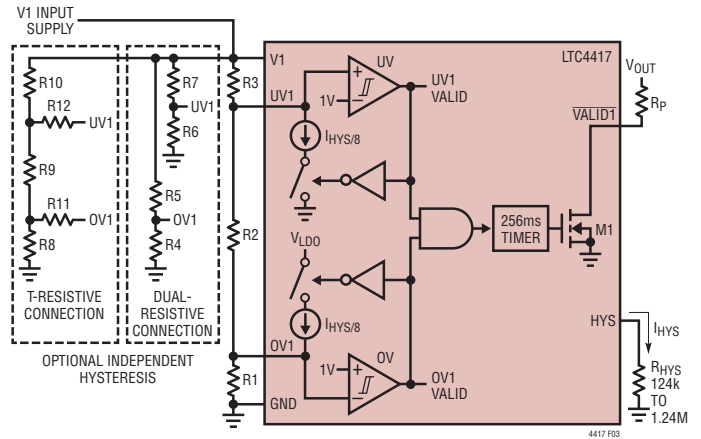 V1 INPUT
SUPPLY
LTC4417
V1
R10
R7
R3
UV
VOUT
R12
UV1
UV1
UV1
1V
UV1
VALID
RP
VALID1
R6
IHYS/8
R9
R5
R11
OV1
OV1
R2
256ms
TIMER
M1
R8
R4
VLDO
T-RESISTIVE
CONNECTION
DUAL-
RESISTIVE
CONNECTION
IHYS/8
HYS
IHYS
OPTIONAL INDEPENDENT
HYSTERESIS
OV1
OV
R1
1V
OV1
VALID
RHYS
124k
TO
1.24M
GND
4417 F03